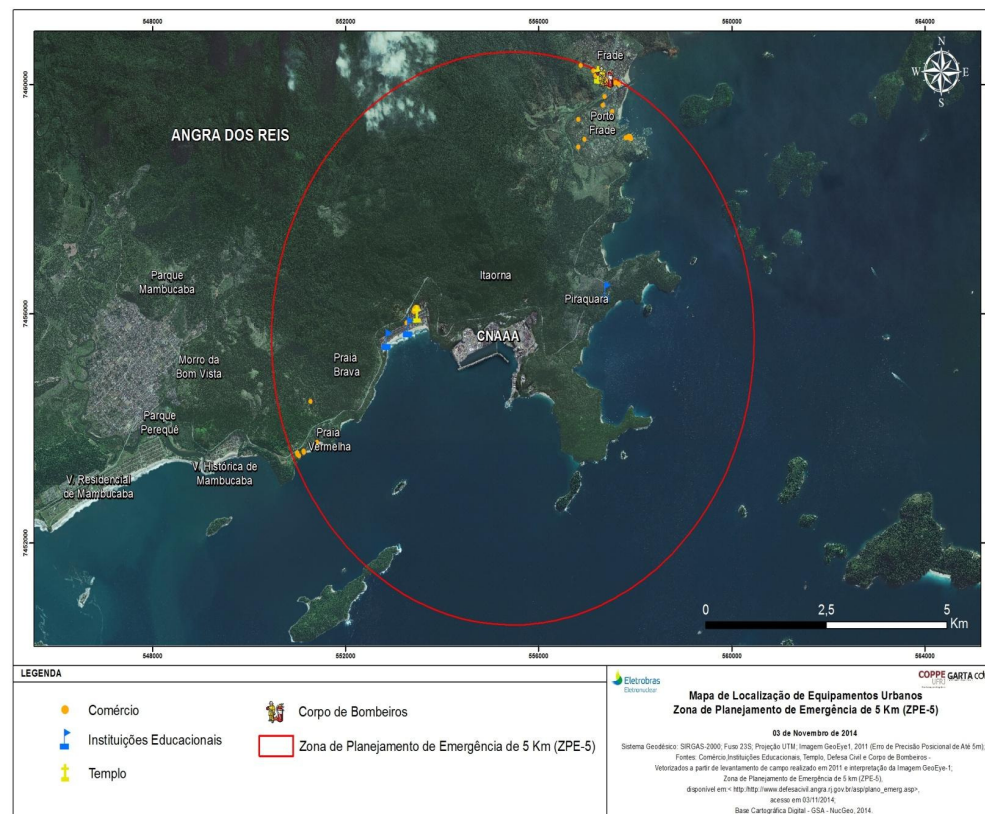 548000 552000 556000 560000 564000
Frade
N
W E
S
7460000
ANGRA DOS REIS
Porto
Frade
Parque
Mambucaba
Itaorna
Piraquara
7456000
CNAAA
Morro da
Bom Vista
Praia
Brava
Parque
Perequê
Praia
Vermelha
V. Residencial
de Mambucaba
V. Histórica de
Mambucaba
7452000
0 2,5 5
Km
548000 552000 556000 560000 564000
LEGENDA
Comércio
Instituições Educacionais
Templo
Corpo de Bombeiros
Zona de Planejamento de Emergência de 5 Km (ZPE-5)
Eletrobras
Eletronuclear
COPPE
UFRJ
GARTA
Mapa de Localização de Equipamentos Urbanos
Zona de Planejamento de Emergência de 5 Km (ZPE-5)
03 de Novembro de 2014
Sistema Geodésico: SIRGAS-2000; Fuso 23S; Projeção UTM; Imagem GeoEye1, 2011 (Erro de Precisão Posicional de Até 5m);
Fontes: Comércio,Instituições Educacionais, Templo, Defesa Civil e Corpo de Bombeiros -
Vetorizados a partir de levantamento de campo realizado em 2011 e interpretação da Imagem GeoEye-1;
Zona de Planejamento de Emergência de 5 km (ZPE-5),
disponível em:< http://http://www.defesacivil.angra.rj.gov.br/asp/plano_emerg.asp>,
acesso em 03/11/2014;
Base Cartográfica Digital - GSA - NucGeo, 2014.